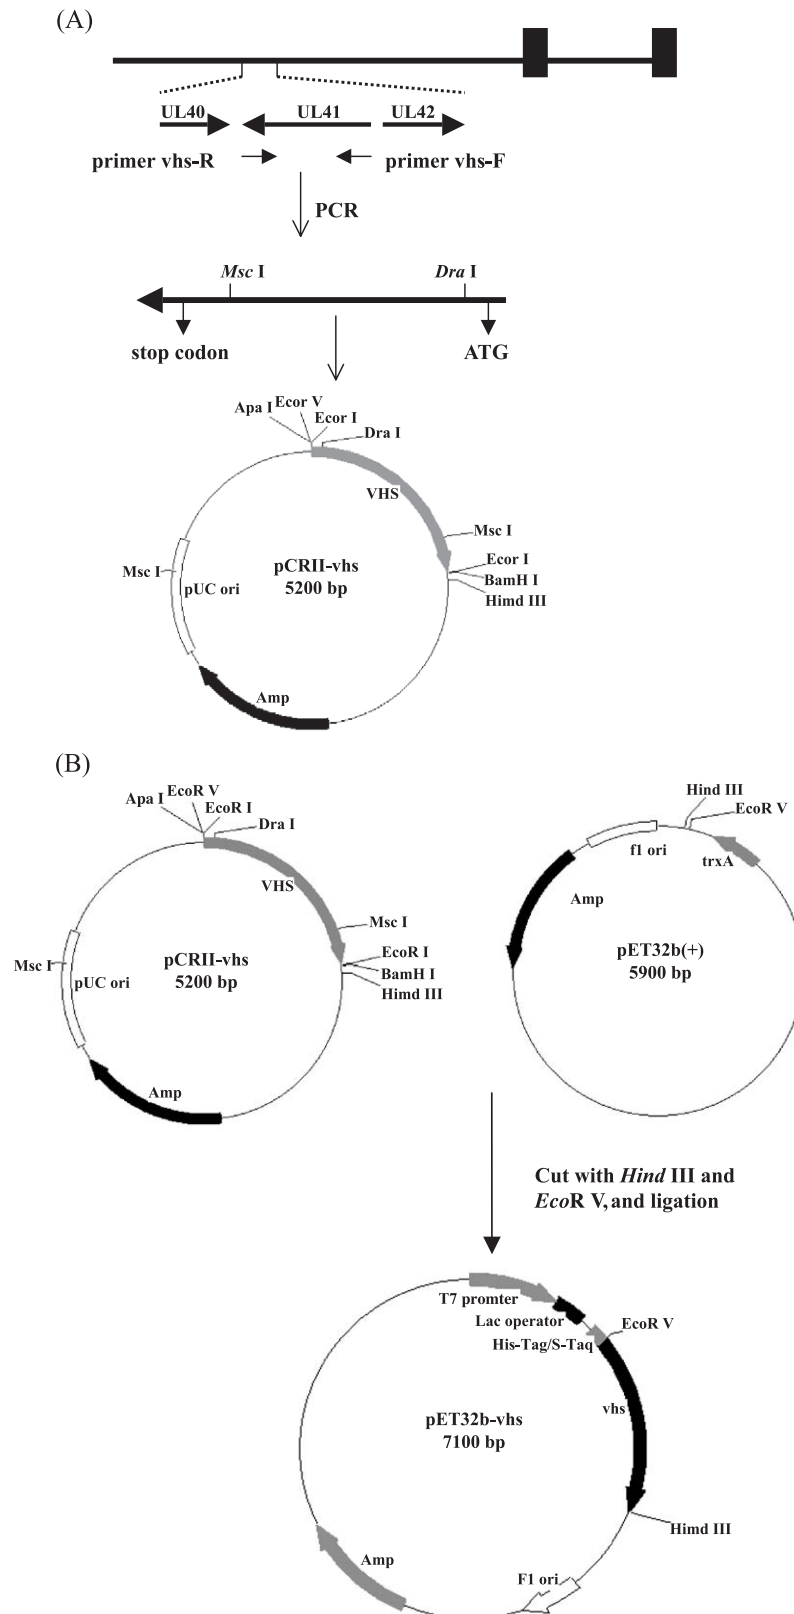 (A)
UL40 UL41 UL42
primer vhs-R primer vhs-F
PCR
Msc I Dra I
stop codon ATG
Apa I Ecor V
Ecor I
Dra I
VHS
Msc I
Msc I
pUC ori
pCRII-vhs
5200 bp
Ecor I
BamH I
Himd III
Amp
(B)
Apa I EcoR V
EcoR I
Dra I
VHS
Msc I
Msc I
pUC ori
pCRII-vhs
5200 bp
EcoR I
BamH I
Himd III
Amp
Hind III
EcoR V
f1 ori
trxA
Amp
pET32b(+)
5900 bp
Cut with Hind III and
EcoR V, and ligation
T7 promter
Lac operator
His-Tag/S-Taq
EcoR V
vhs
pET32b-vhs
7100 bp
Himd III
F1 ori
Amp